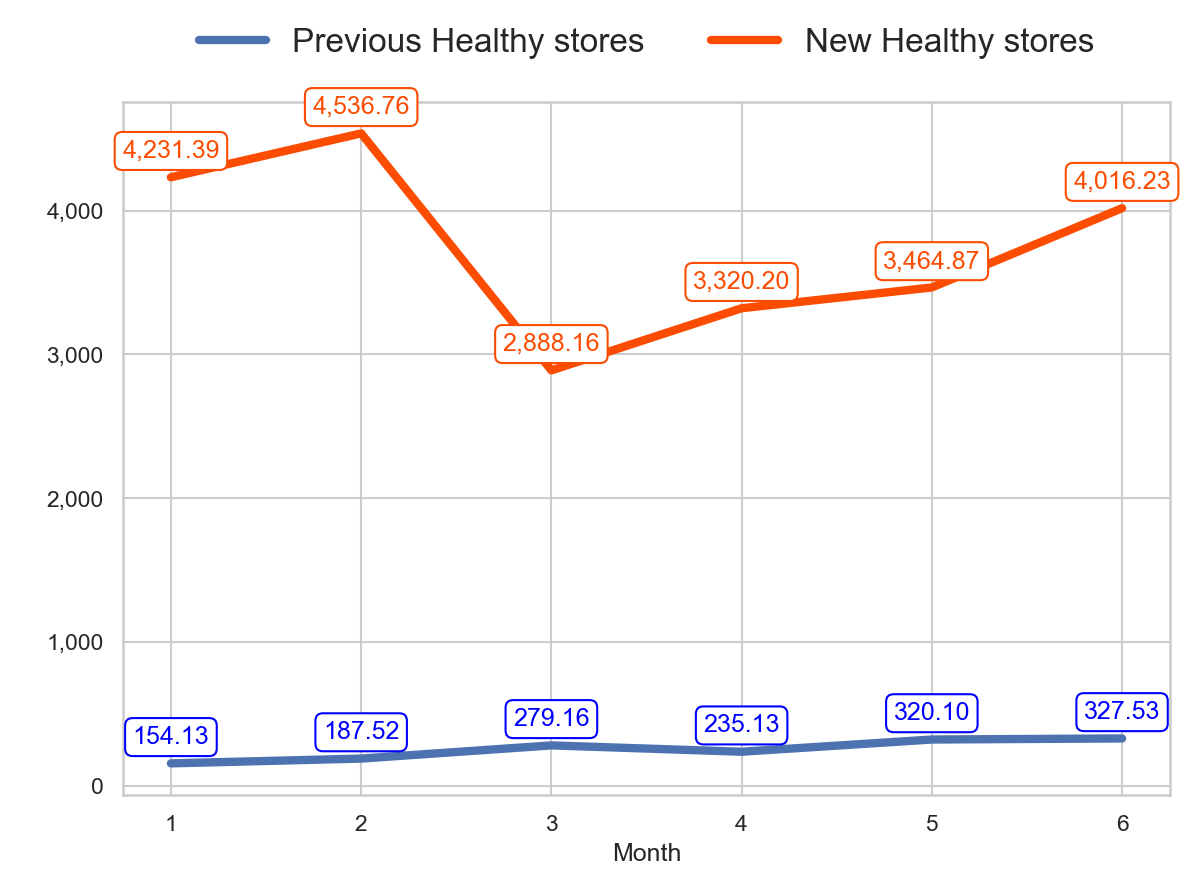 Previous Healthy stores New Healthy stores
4,536.76
4,231.39
4,016.23
4,000
3,464.87
3,320.20
2,888.16
3,000
2,000
1,000
154.13 187.52 279.16 235.13 320.10 327.53
0
1 2 3 4 5 6
Month